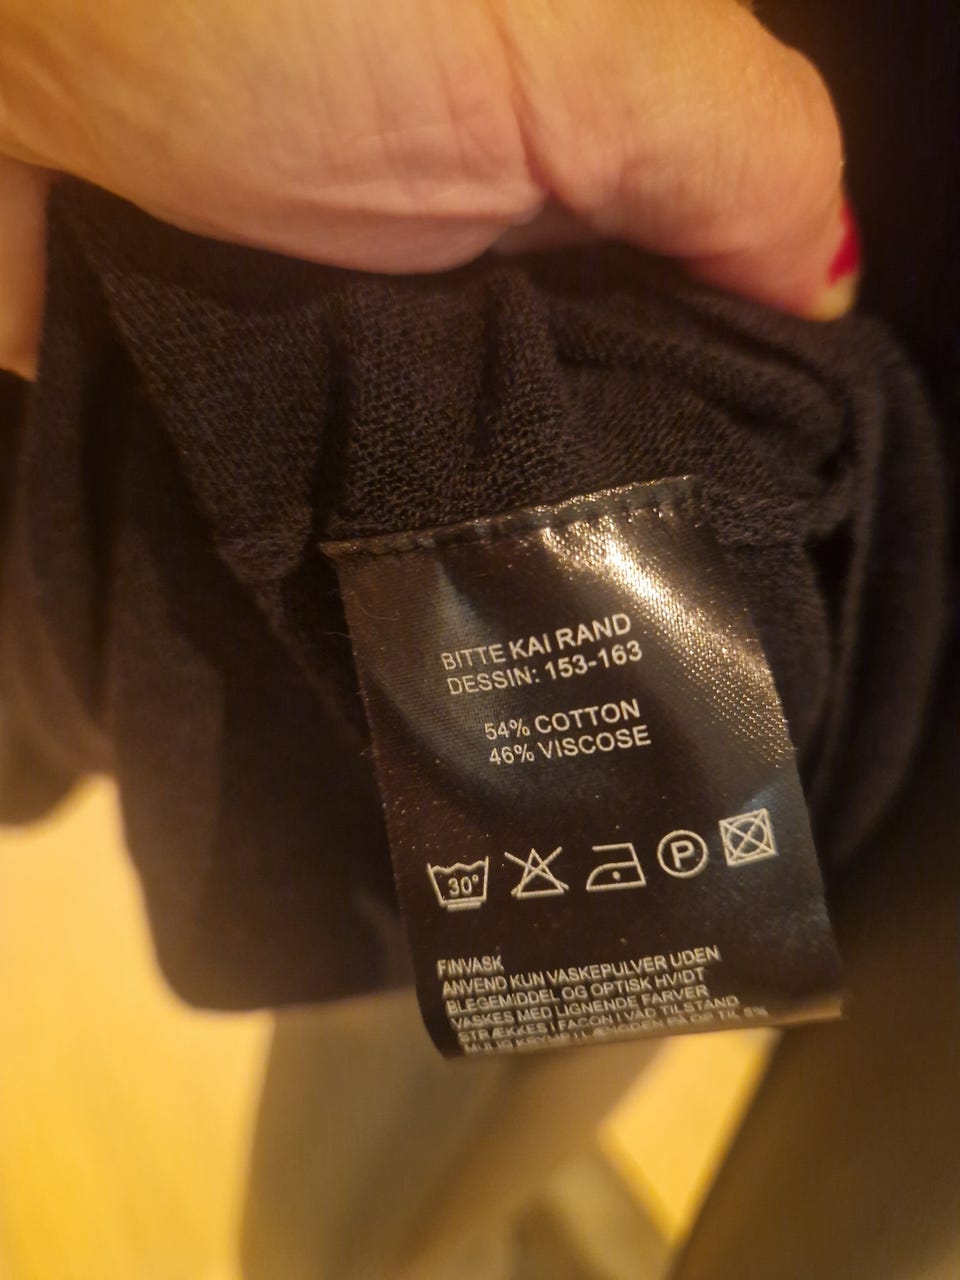 BITTE KAI RAND
DESSIN: 153-163
54% COTTON
46% VISCOSE
30°
P
FINVASK
ANVEND KUN VASKEPULVER UDEN
BLEGEMIDDEL OG OPTISK HVIDT
VASKES MED LIGNENDE FARVER
STRÆKKES I FACON I VÅD TILSTAND